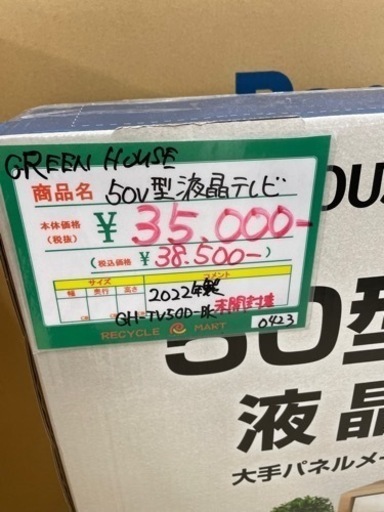 GREEN HOUSE
商品名 50V型液晶テレビ
本体価格(税抜) ¥35,000-
(税込価格 ¥38.500-)
サイズ コメント
幅 奥行 高さ
2022年製
GH-TV50D-BK 未開封末
RECYCLE MART
0423
OUS
50型
液晶
大手パネルメー